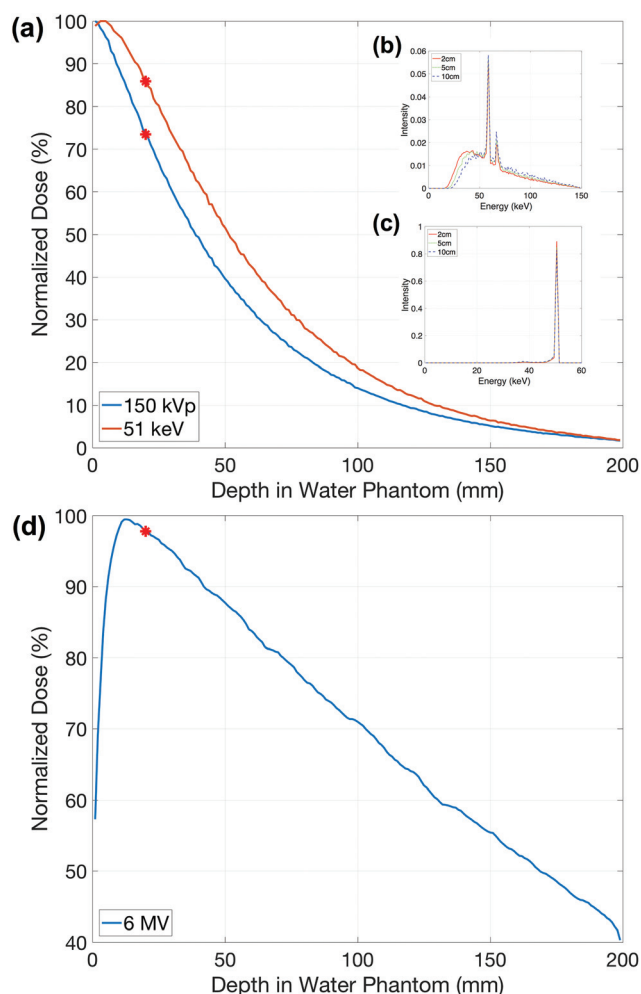 (a)
100
90
80
70
60
50
40
30
20
10
0
Normalized Dose (%)
150 kVp
51 keV
0 50 100 150 200
Depth in Water Phantom (mm)
(b)
0.06
0.05
0.04
0.03
0.02
0.01
0
Intensity
2cm
5cm
10cm
0 50 100 150
Energy (keV)
(c)
1
0.8
0.6
0.4
0.2
0
Intensity
2cm
5cm
10cm
0 20 40 60
Energy (keV)
(d)
100
90
80
70
60
50
40
Normalized Dose (%)
6 MV
0 50 100 150 200
Depth in Water Phantom (mm)